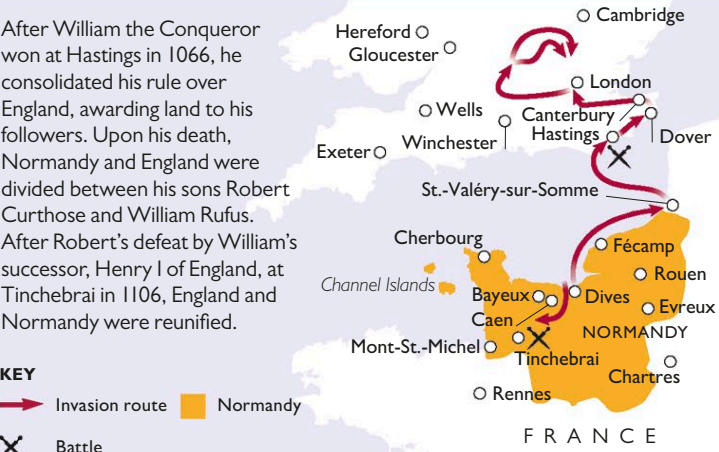 After William the Conqueror
won at Hastings in 1066, he
consolidated his rule over
England, awarding land to his
followers. Upon his death,
Normandy and England were
divided between his sons Robert
Curthose and William Rufus.
After Robert's defeat by William's
successor, Henry I of England, at
Tinchebrai in 1106, England and
Normandy were reunified.
KEY
Invasion route
Normandy
Battle
Cambridge
Hereford
Gloucester
London
Wells
Canterbury
Hastings
Winchester
Dover
Exeter
St.-Valéry-sur-Somme
Cherbourg
Fécamp
Channel Islands
Rouen
Bayeux
Dives
Evreux
Caen
NORMANDY
Mont-St.-Michel
Tinchebrai
Chartres
Rennes
FRANCE